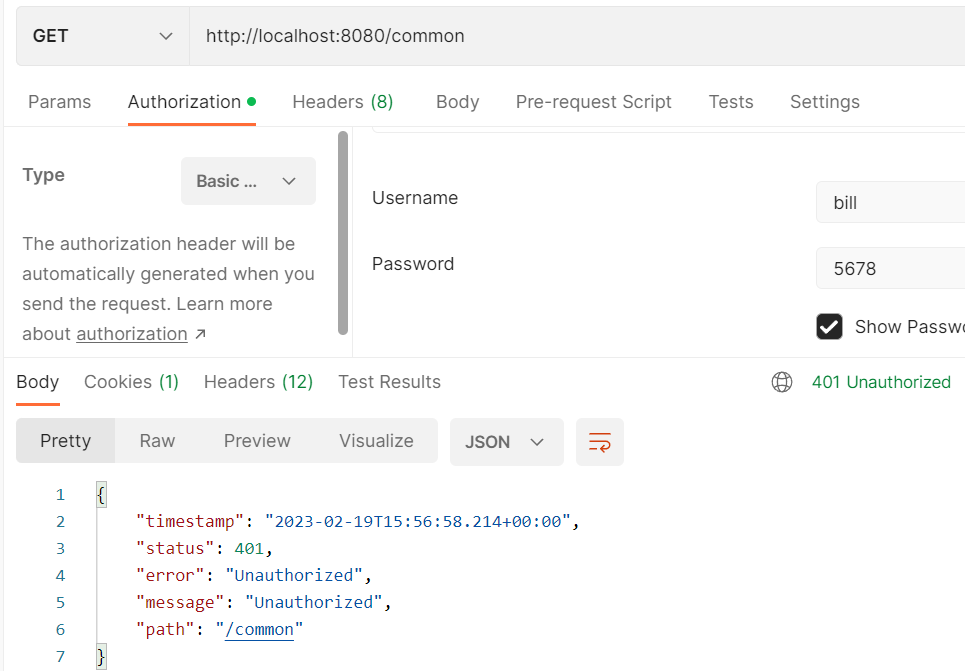 GET http://localhost:8080/common
Params Authorization Headers (8) Body Pre-request Script Tests Settings
Type Basic ...
The authorization header will be
automatically generated when you
send the request. Learn more
about authorization ↗
Username bill
Password 5678
Show Passwo
Body Cookies (1) Headers (12) Test Results 401 Unauthorized
Pretty Raw Preview Visualize JSON
1 {
2 "timestamp": "2023-02-19T15:56:58.214+00:00",
3 "status": 401,
4 "error": "Unauthorized",
5 "message": "Unauthorized",
6 "path": "/common"
7 }